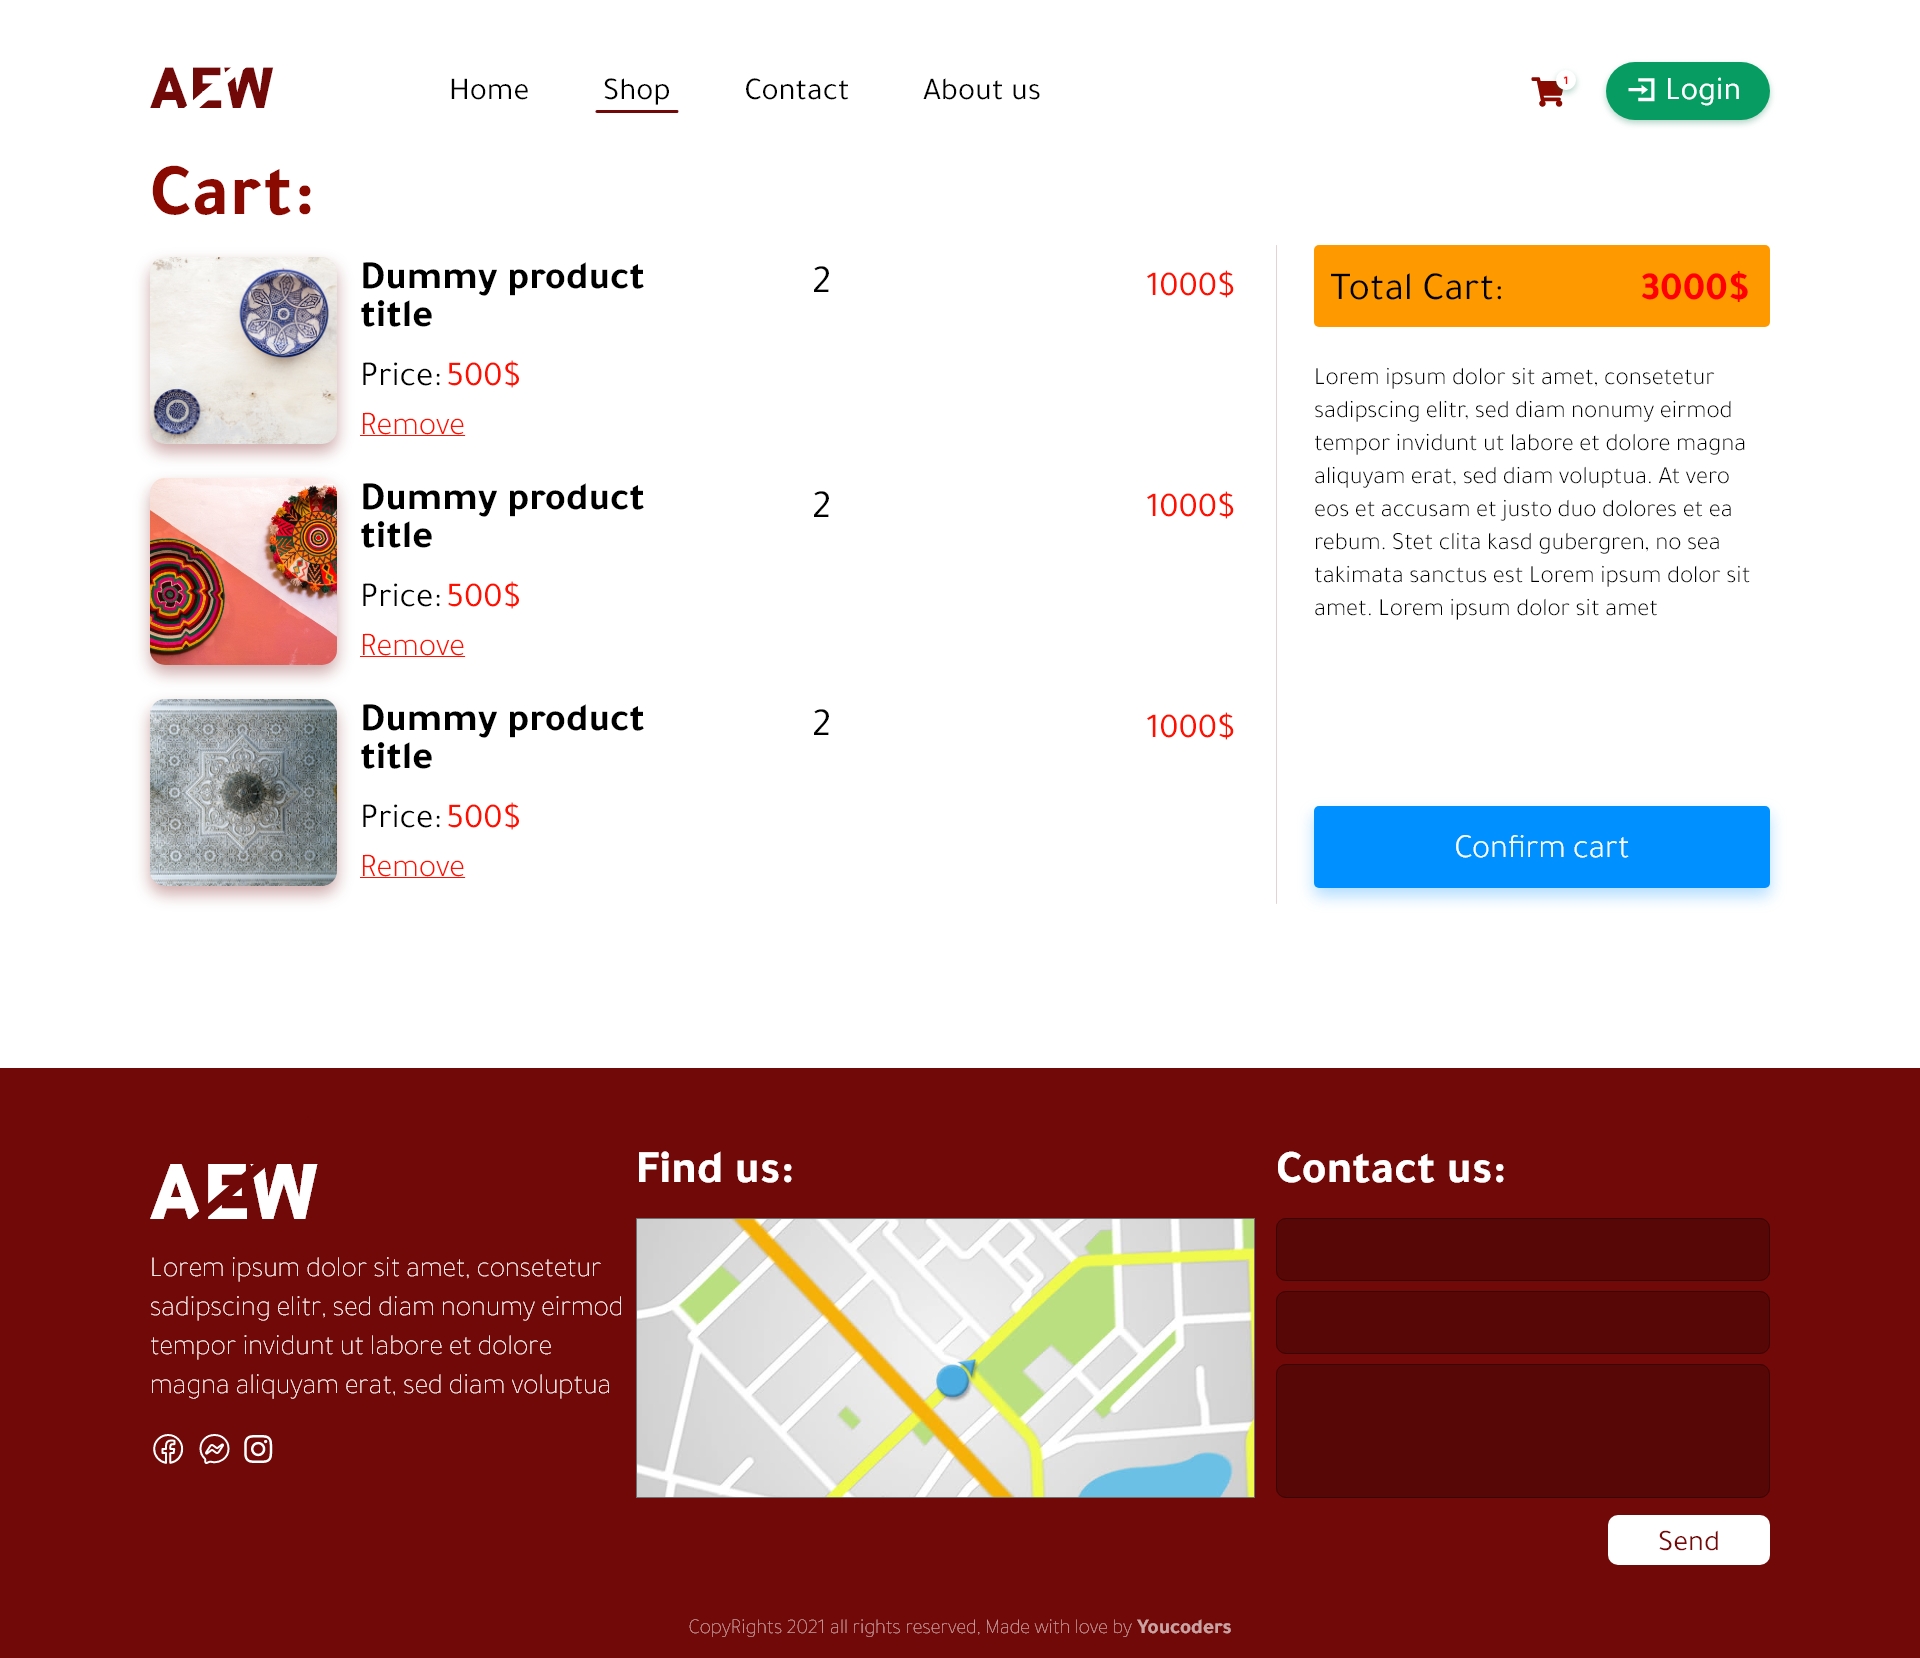 AEW
Home Shop Contact About us
1
Login
Cart:
Dummy product
title
2
1000$
Price: 500$
Remove
Dummy product
title
2
1000$
Price: 500$
Remove
Dummy product
title
2
1000$
Price: 500$
Remove
Total Cart: 3000$
Lorem ipsum dolor sit amet, consetetur
sadipscing elitr, sed diam nonumy eirmod
tempor invidunt ut labore et dolore magna
aliquyam erat, sed diam voluptua. At vero
eos et accusam et justo duo dolores et ea
rebum. Stet clita kasd gubergren, no sea
takimata sanctus est Lorem ipsum dolor sit
amet. Lorem ipsum dolor sit amet
Confirm cart
AEW
Lorem ipsum dolor sit amet, consetetur
sadipscing elitr, sed diam nonumy eirmod
tempor invidunt ut labore et dolore
magna aliquyam erat, sed diam voluptua
Find us:
Contact us:
Send
CopyRights 2021 all rights reserved, Made with love by Youcoders